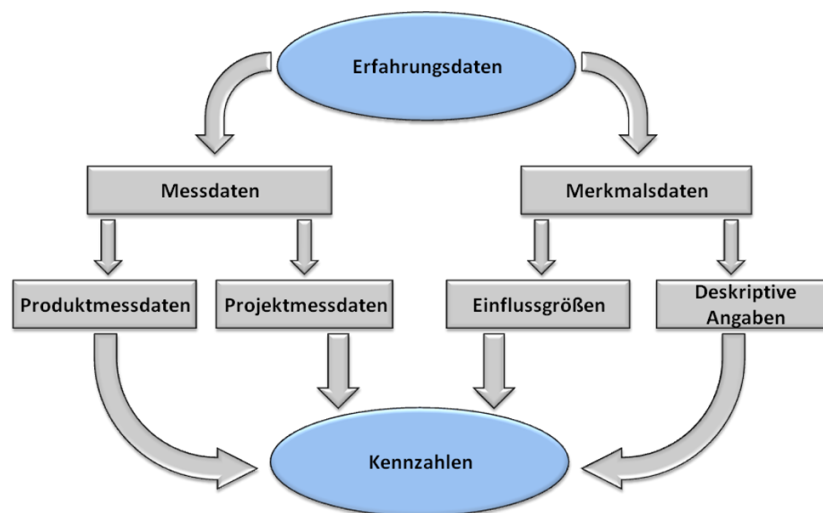 Erfahrungsdaten
Messdaten
Merkmalsdaten
Produktmessdaten
Projektmessdaten
Einflussgrößen
Deskriptive
Angaben
Kennzahlen